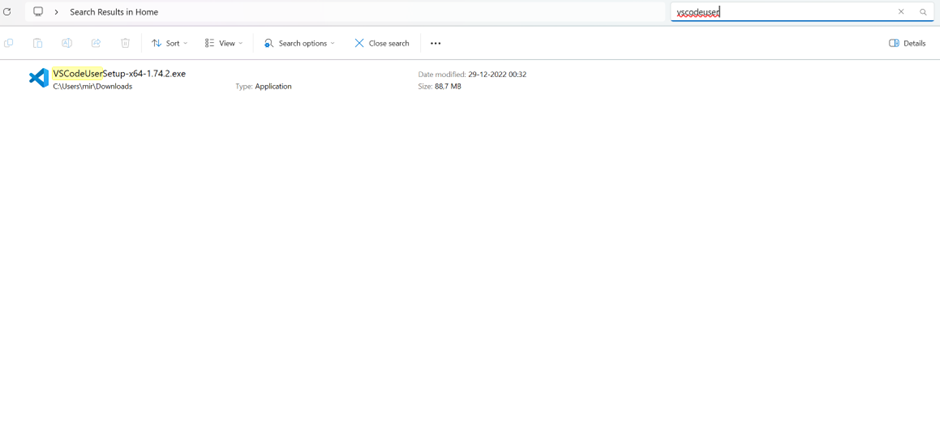 Search Results in Home
vscodeuser
Sort
View
Search options
Close search
Details
VSCodeUserSetup-x64-1.74.2.exe
C:\Users\mir\Downloads
Type: Application
Date modified: 29-12-2022 00:32
Size: 88,7 MB